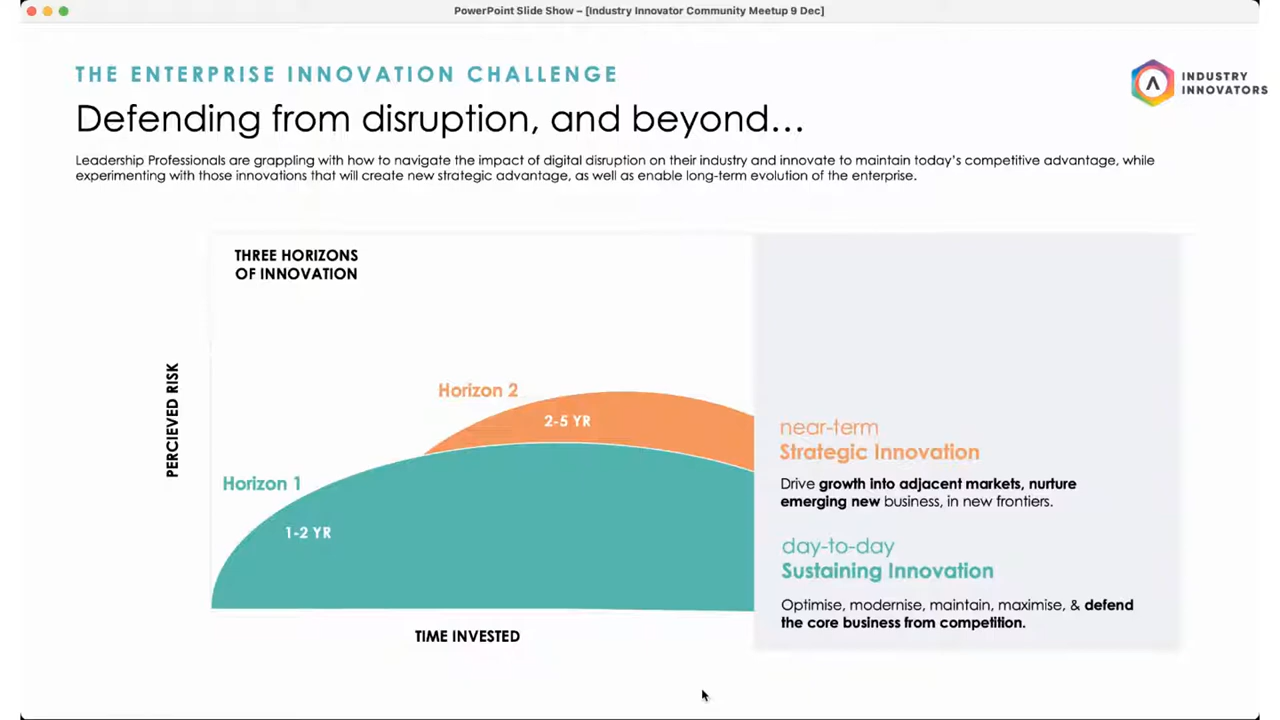 PowerPoint Slide Show – [Industry Innovator Community Meetup 9 Dec]
THE ENTERPRISE INNOVATION CHALLENGE
Defending from disruption, and beyond...
INDUSTRY
INNOVATORS
Leadership Professionals are grappling with how to navigate the impact of digital disruption on their industry and innovate to maintain today's competitive advantage, while
experimenting with those innovations that will create new strategic advantage, as well as enable long-term evolution of the enterprise.
THREE HORIZONS
OF INNOVATION
PERCIEVED RISK
Horizon 2
2-5 YR
Horizon 1
1-2 YR
TIME INVESTED
near-term
Strategic Innovation
Drive growth into adjacent markets, nurture
emerging new business, in new frontiers.
day-to-day
Sustaining Innovation
Optimise, modernise, maintain, maximise, & defend
the core business from competition.